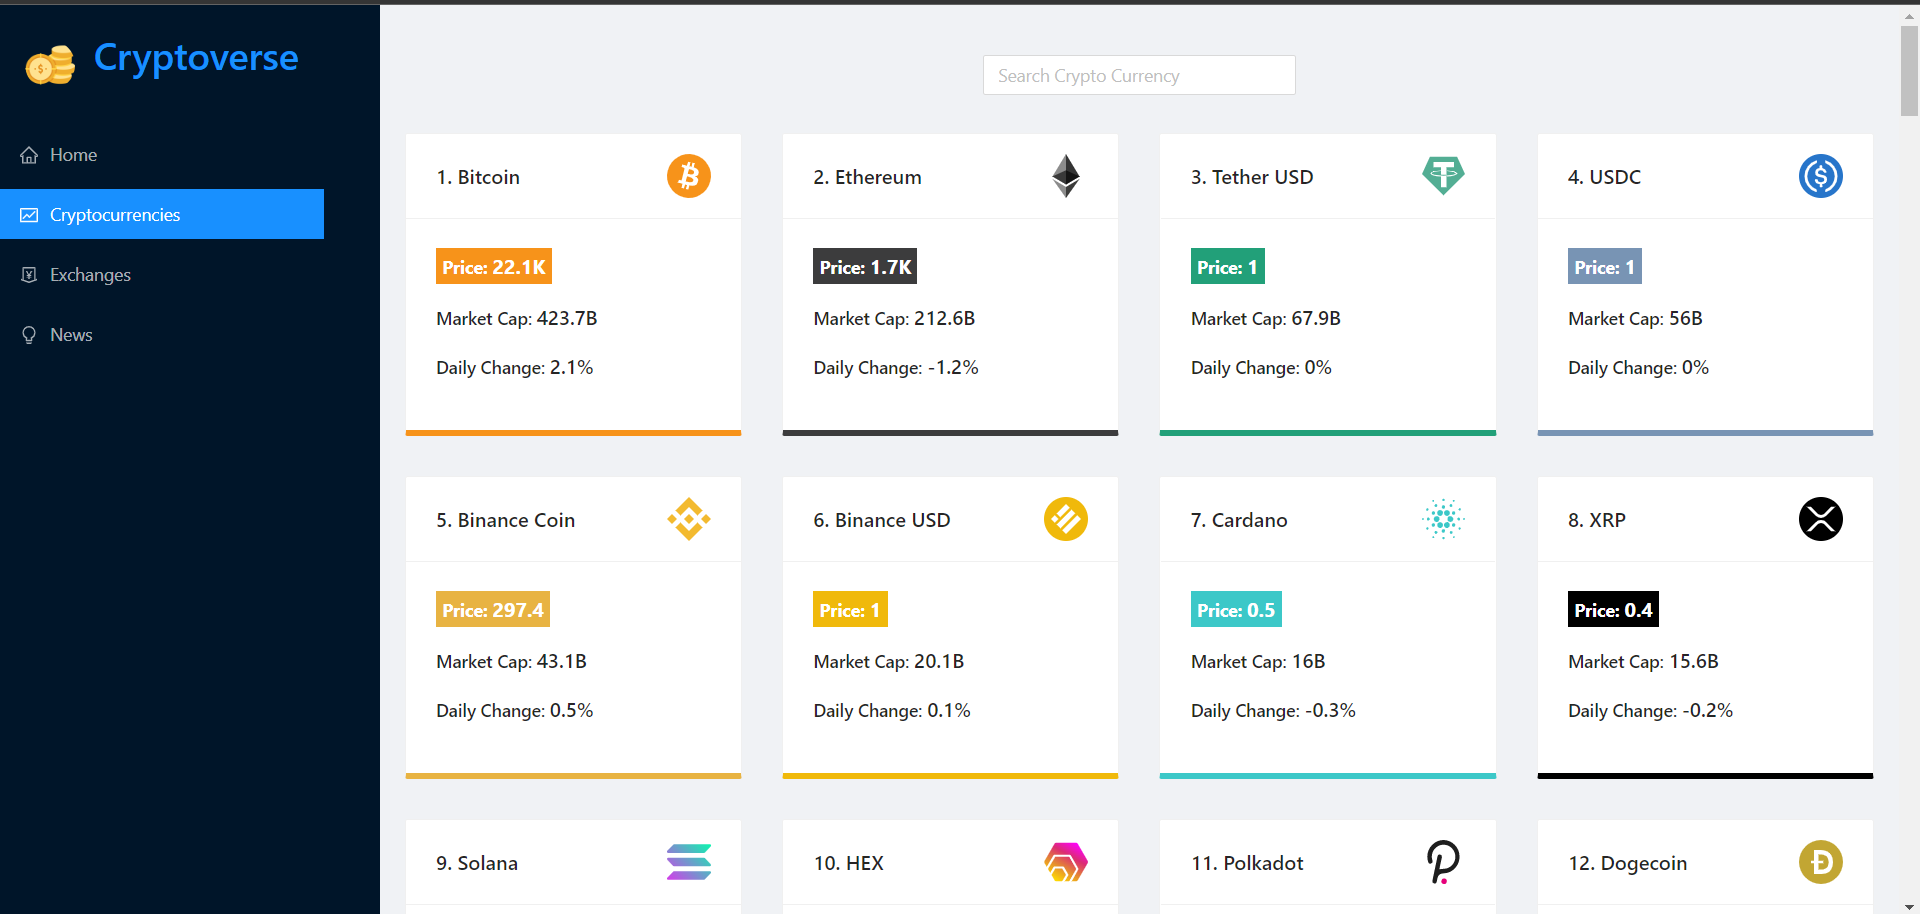 Cryptoverse
Home
Cryptocurrencies
Exchanges
News
Search Crypto Currency
1. Bitcoin
Price: 22.1K
Market Cap: 423.7B
Daily Change: 2.1%
2. Ethereum
Price: 1.7K
Market Cap: 212.6B
Daily Change: -1.2%
3. Tether USD
Price: 1
Market Cap: 67.9B
Daily Change: 0%
4. USDC
Price: 1
Market Cap: 56B
Daily Change: 0%
5. Binance Coin
Price: 297.4
Market Cap: 43.1B
Daily Change: 0.5%
6. Binance USD
Price: 1
Market Cap: 20.1B
Daily Change: 0.1%
7. Cardano
Price: 0.5
Market Cap: 16B
Daily Change: -0.3%
8. XRP
Price: 0.4
Market Cap: 15.6B
Daily Change: -0.2%
9. Solana
10. HEX
11. Polkadot
12. Dogecoin